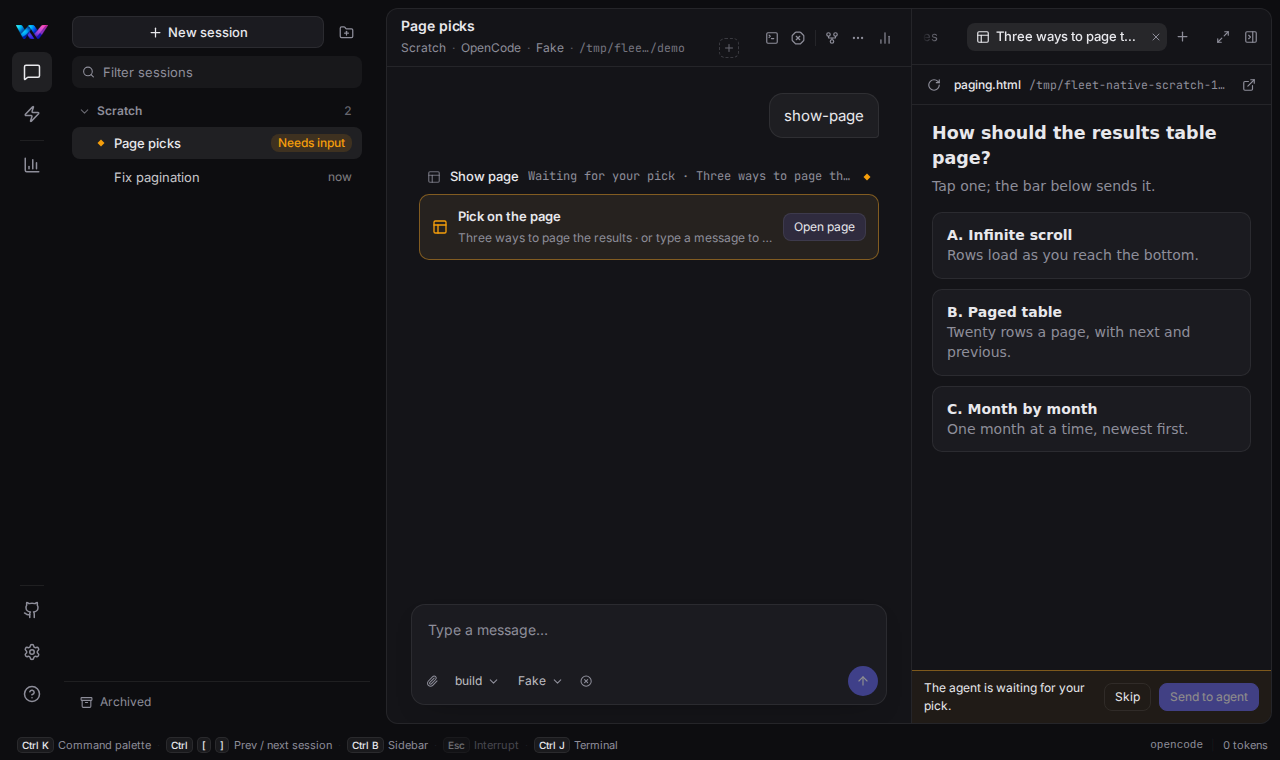 New session
Filter sessions
Scratch 2
Page picks Needs input
Fix pagination now
Archived
Page picks
Scratch · OpenCode · Fake · /tmp/flee…/demo
show-page
Show page Waiting for your pick · Three ways to page th…
Pick on the page
Three ways to page the results · or type a message to …
Open page
Type a message...
build Fake
es
Three ways to page t…
paging.html /tmp/fleet-native-scratch-1…
How should the results table
page?
Tap one; the bar below sends it.
A. Infinite scroll
Rows load as you reach the bottom.
B. Paged table
Twenty rows a page, with next and
previous.
C. Month by month
One month at a time, newest first.
The agent is waiting for your
pick.
Skip
Send to agent
Ctrl K Command palette Ctrl [ ] Prev / next session Ctrl B Sidebar Esc Interrupt Ctrl J Terminal
opencode 0 tokens